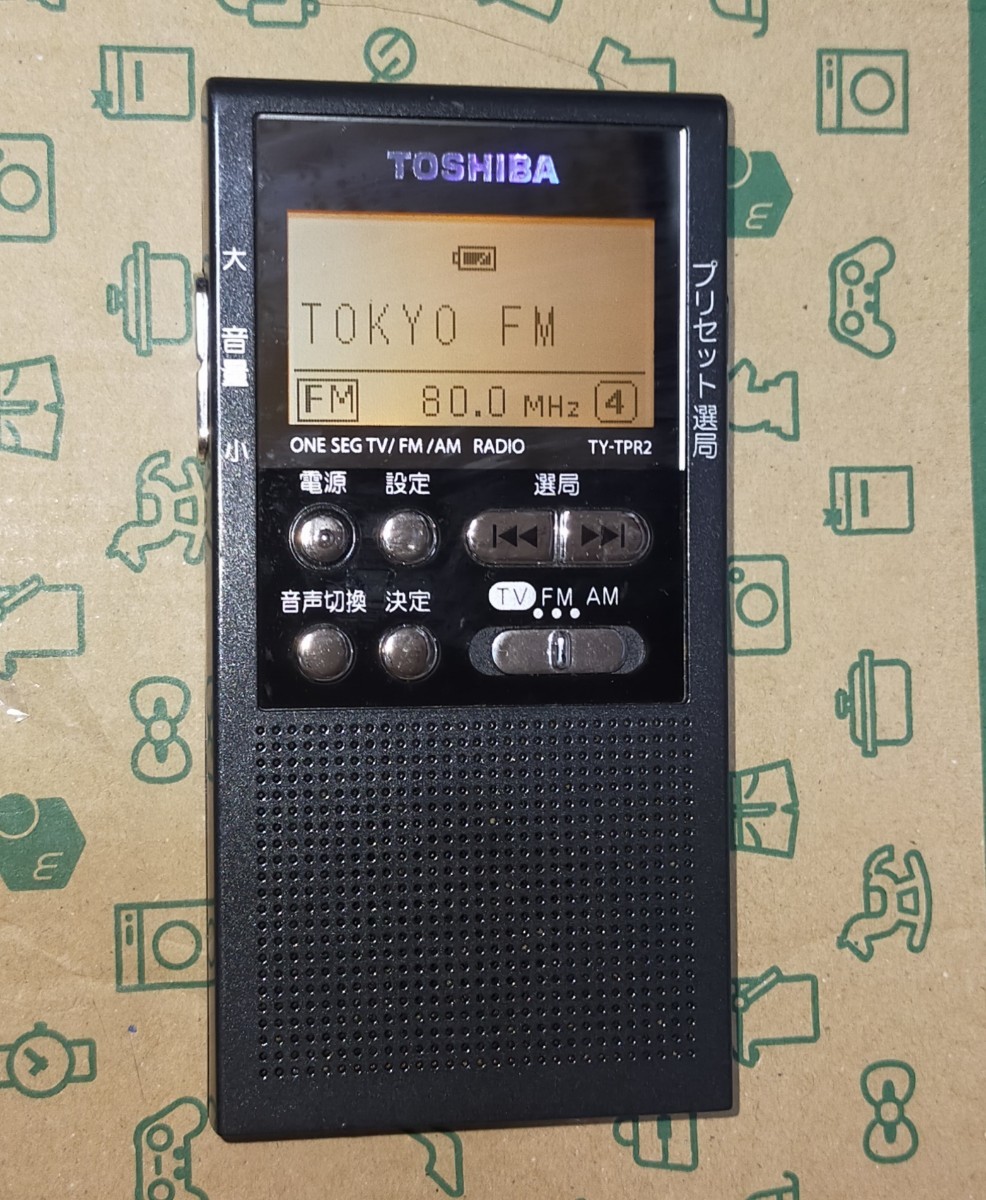 TOSHIBA
TOKYO FM
FM 80.0 MHz 4
ONE SEG TV/ FM /AM RADIO TY-TPR2
大
音量
小
プリセット選局
電源 設定 選局
音声切換 決定 TV FM AM